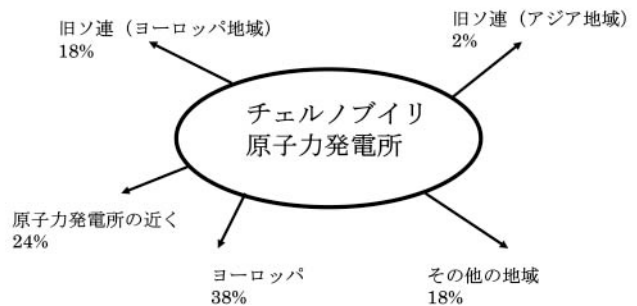 旧ソ連（ヨーロッパ地域）
18%
旧ソ連（アジア地域）
2%
チェルノブイリ
原子力発電所
原子力発電所の近く
24%
ヨーロッパ
38%
その他の地域
18%